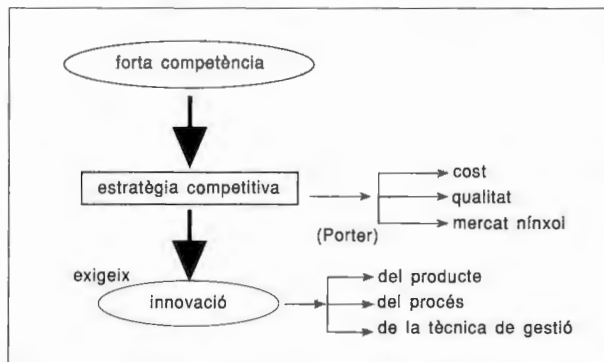 forta competència
estratègia competitiva
cost
qualitat
mercat nínxol
(Porter)
exigeix
innovació
del producte
del procés
de la tècnica de gestió